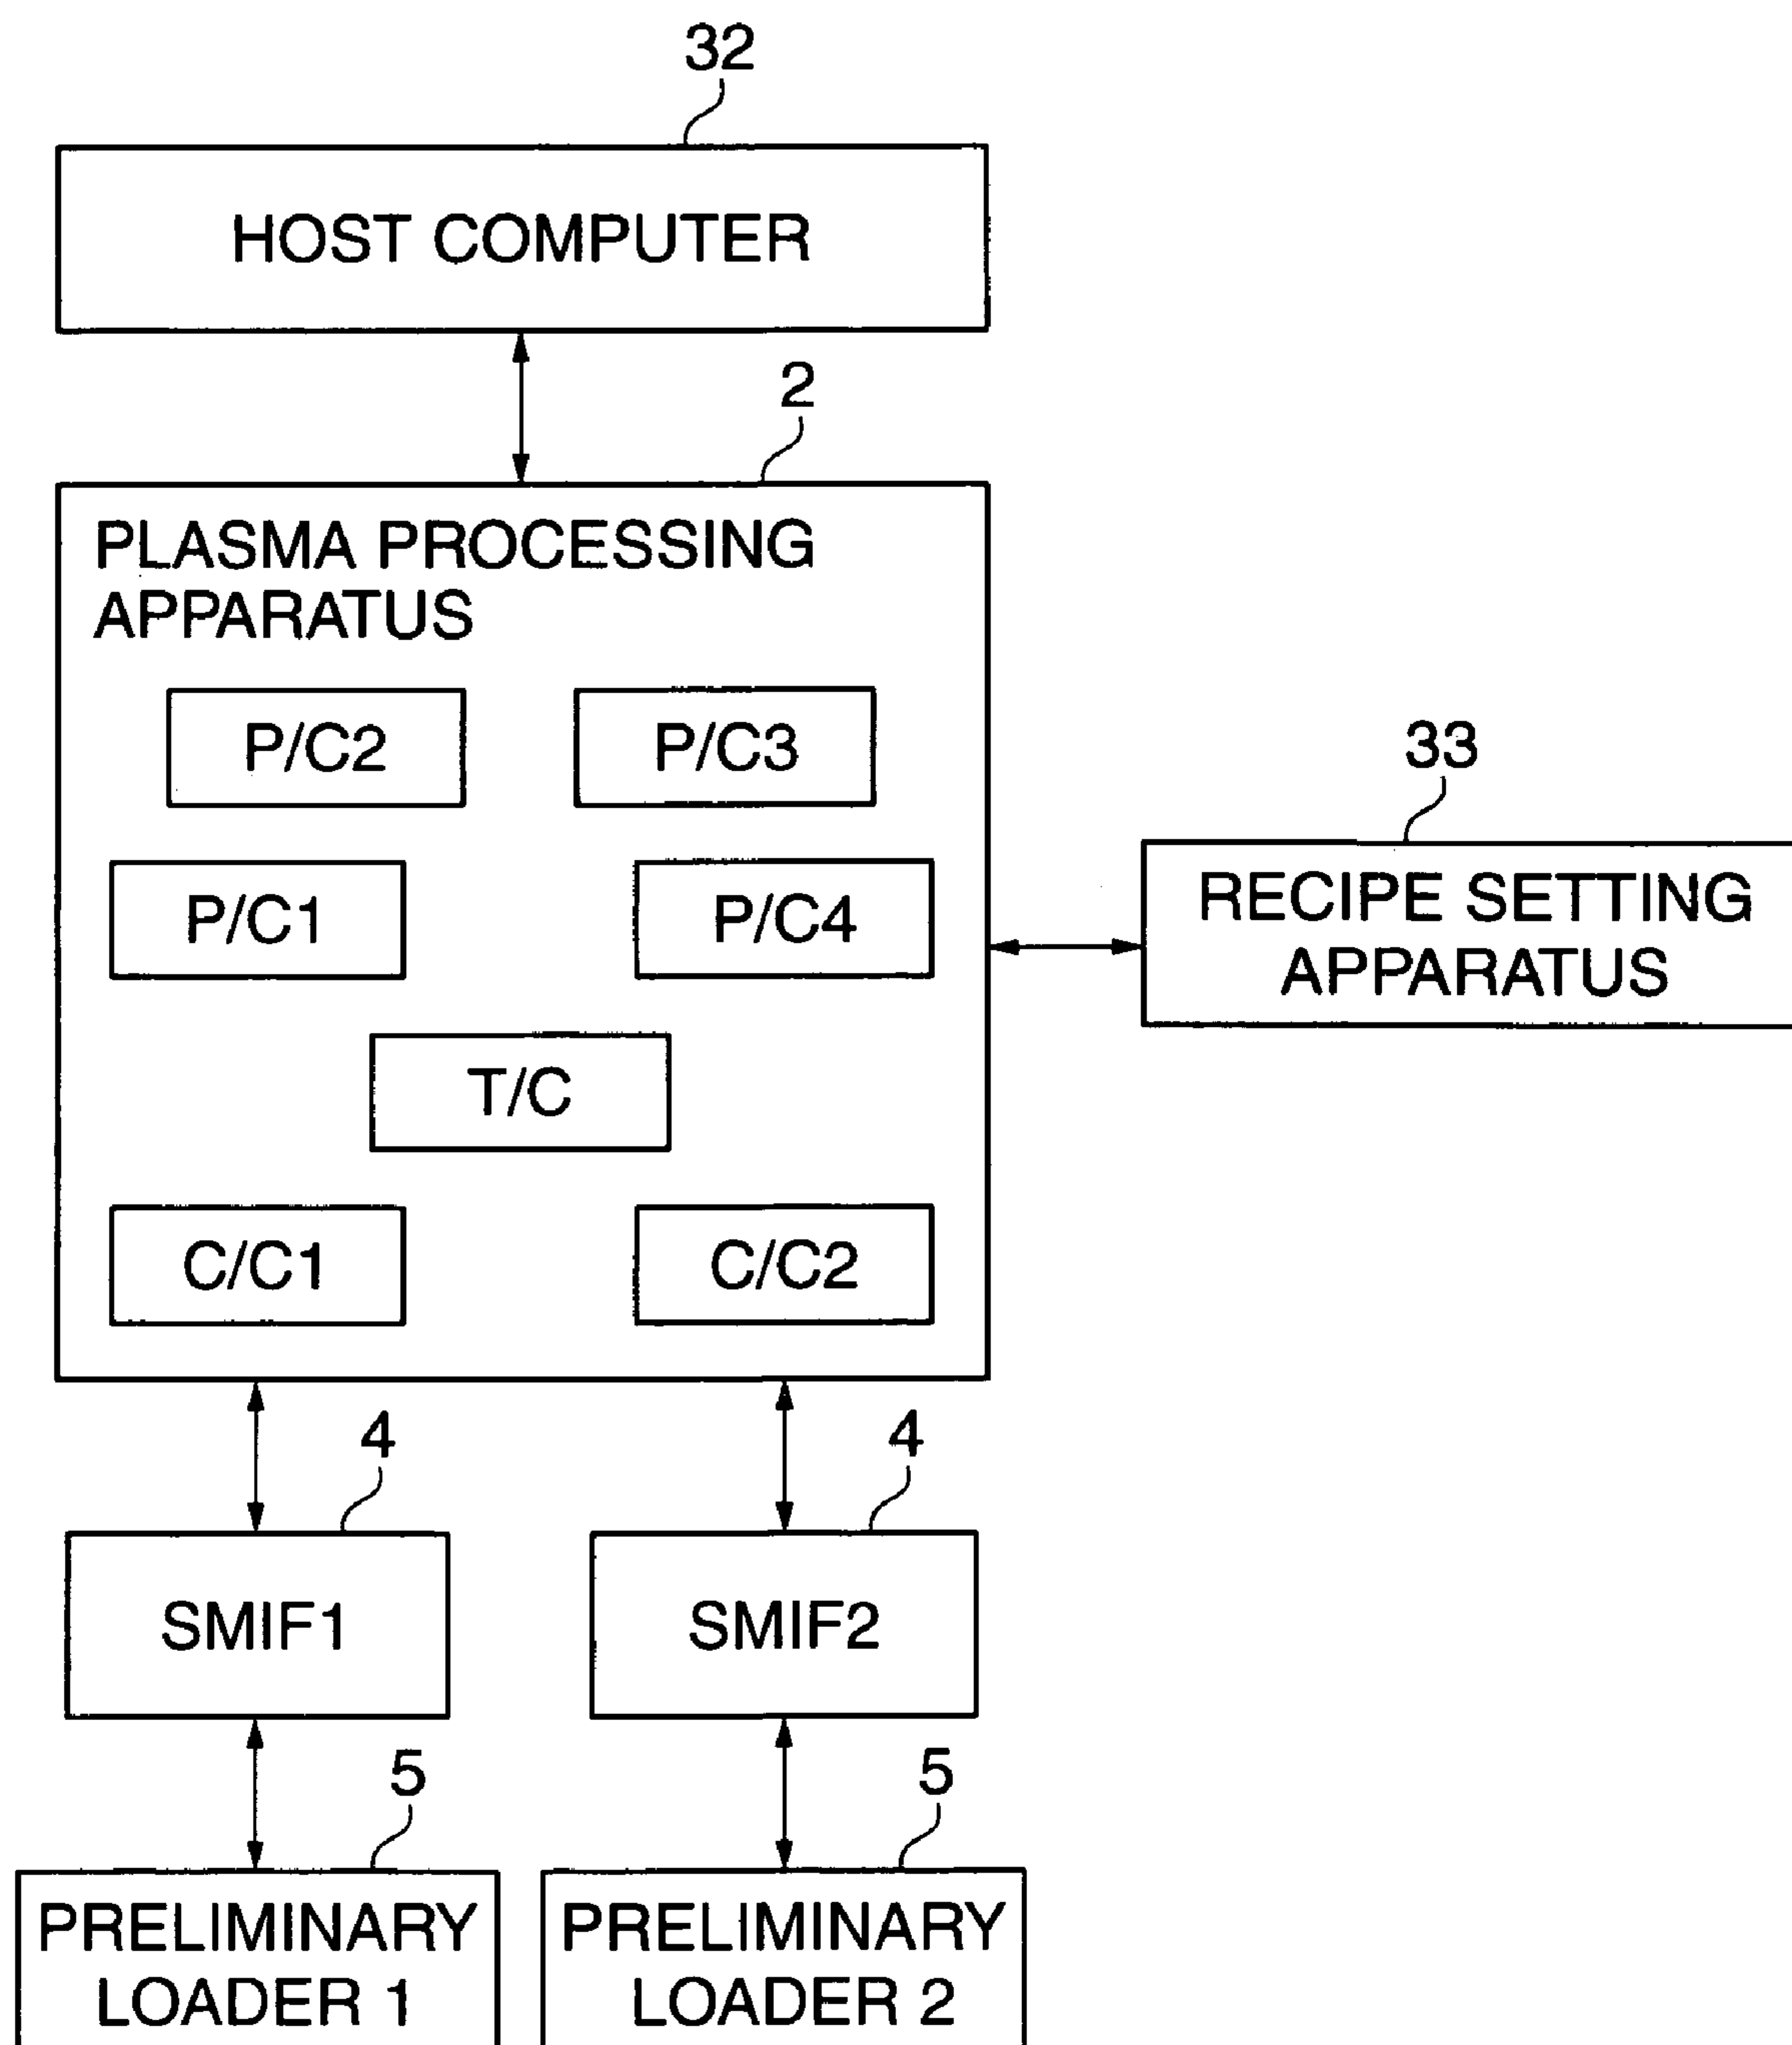 32
HOST COMPUTER
2
PLASMA PROCESSING
APPARATUS
P/C2
P/C3
33
P/C1
P/C4
RECIPE SETTING
APPARATUS
T/C
C/C1
C/C2
4
4
SMIF1
SMIF2
5
5
PRELIMINARY
LOADER 1
PRELIMINARY
LOADER 2